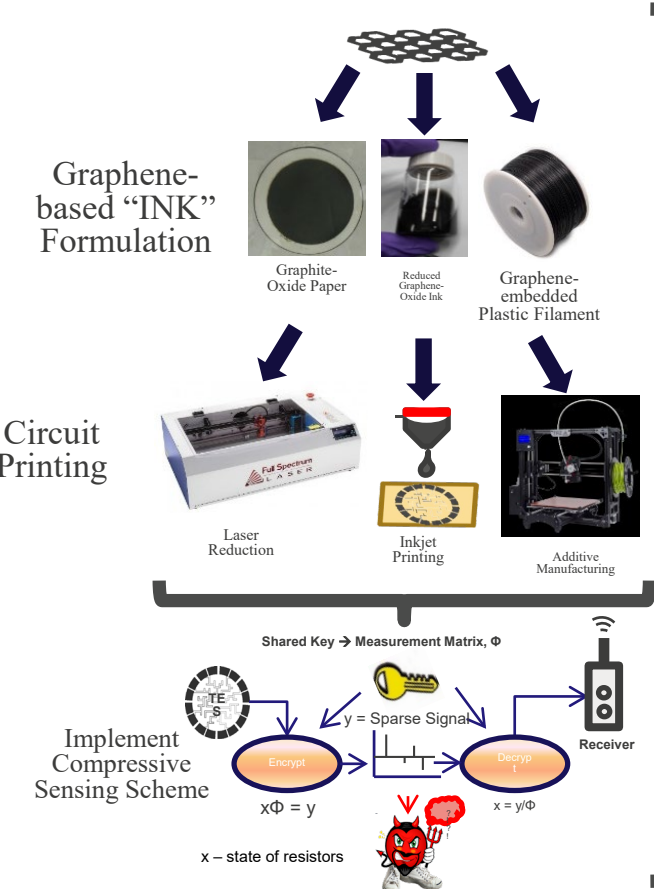 Graphene-
based “INK”
Formulation
Graphite-
Oxide Paper
Reduced
Graphene-
Oxide Ink
Graphene-
embedded
Plastic Filament
Circuit
Printing
Full Spectrum
LASER
Laser
Reduction
Inkjet
Printing
Additive
Manufacturing
Shared Key → Measurement Matrix, Φ
TE
S
y = Sparse Signal
Receiver
Implement
Compressive
Sensing Scheme
Encrypt
Decryp
t
xΦ = y
x = y/Φ
x – state of resistors
?
!